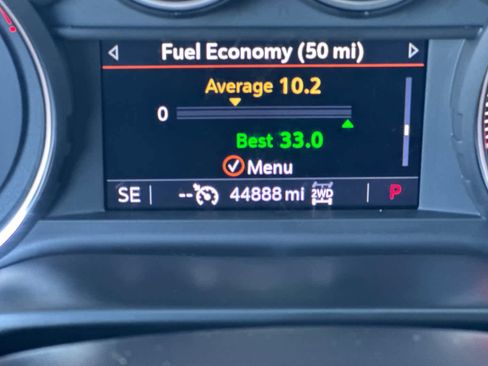 Fuel Economy (50 mi)
Average 10.2
0
Best 33.0
Menu
SE -- 44888 mi 2WD P